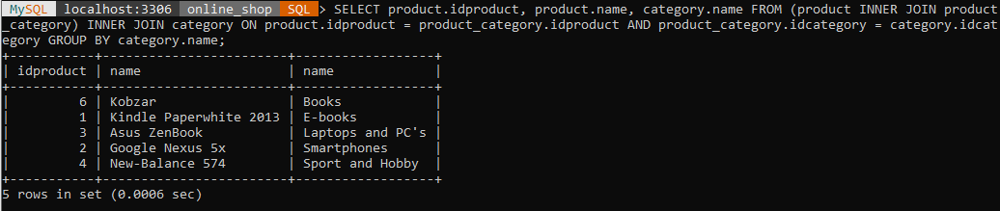 MySQL localhost:3306 online_shop SQL > SELECT product.idproduct, product.name, category.name FROM (product INNER JOIN product
_category) INNER JOIN category ON product.idproduct = product_category.idproduct AND product_category.idcategory = category.idcat
egory GROUP BY category.name;
+-----------+------------------------+------------------+
| idproduct | name                   | name             |
+-----------+------------------------+------------------+
|         6 | Kobzar                 | Books            |
|         1 | Kindle Paperwhite 2013 | E-books          |
|         3 | Asus ZenBook           | Laptops and PC's |
|         2 | Google Nexus 5x        | Smartphones      |
|         4 | New-Balance 574        | Sport and Hobby  |
+-----------+------------------------+------------------+
5 rows in set (0.0006 sec)